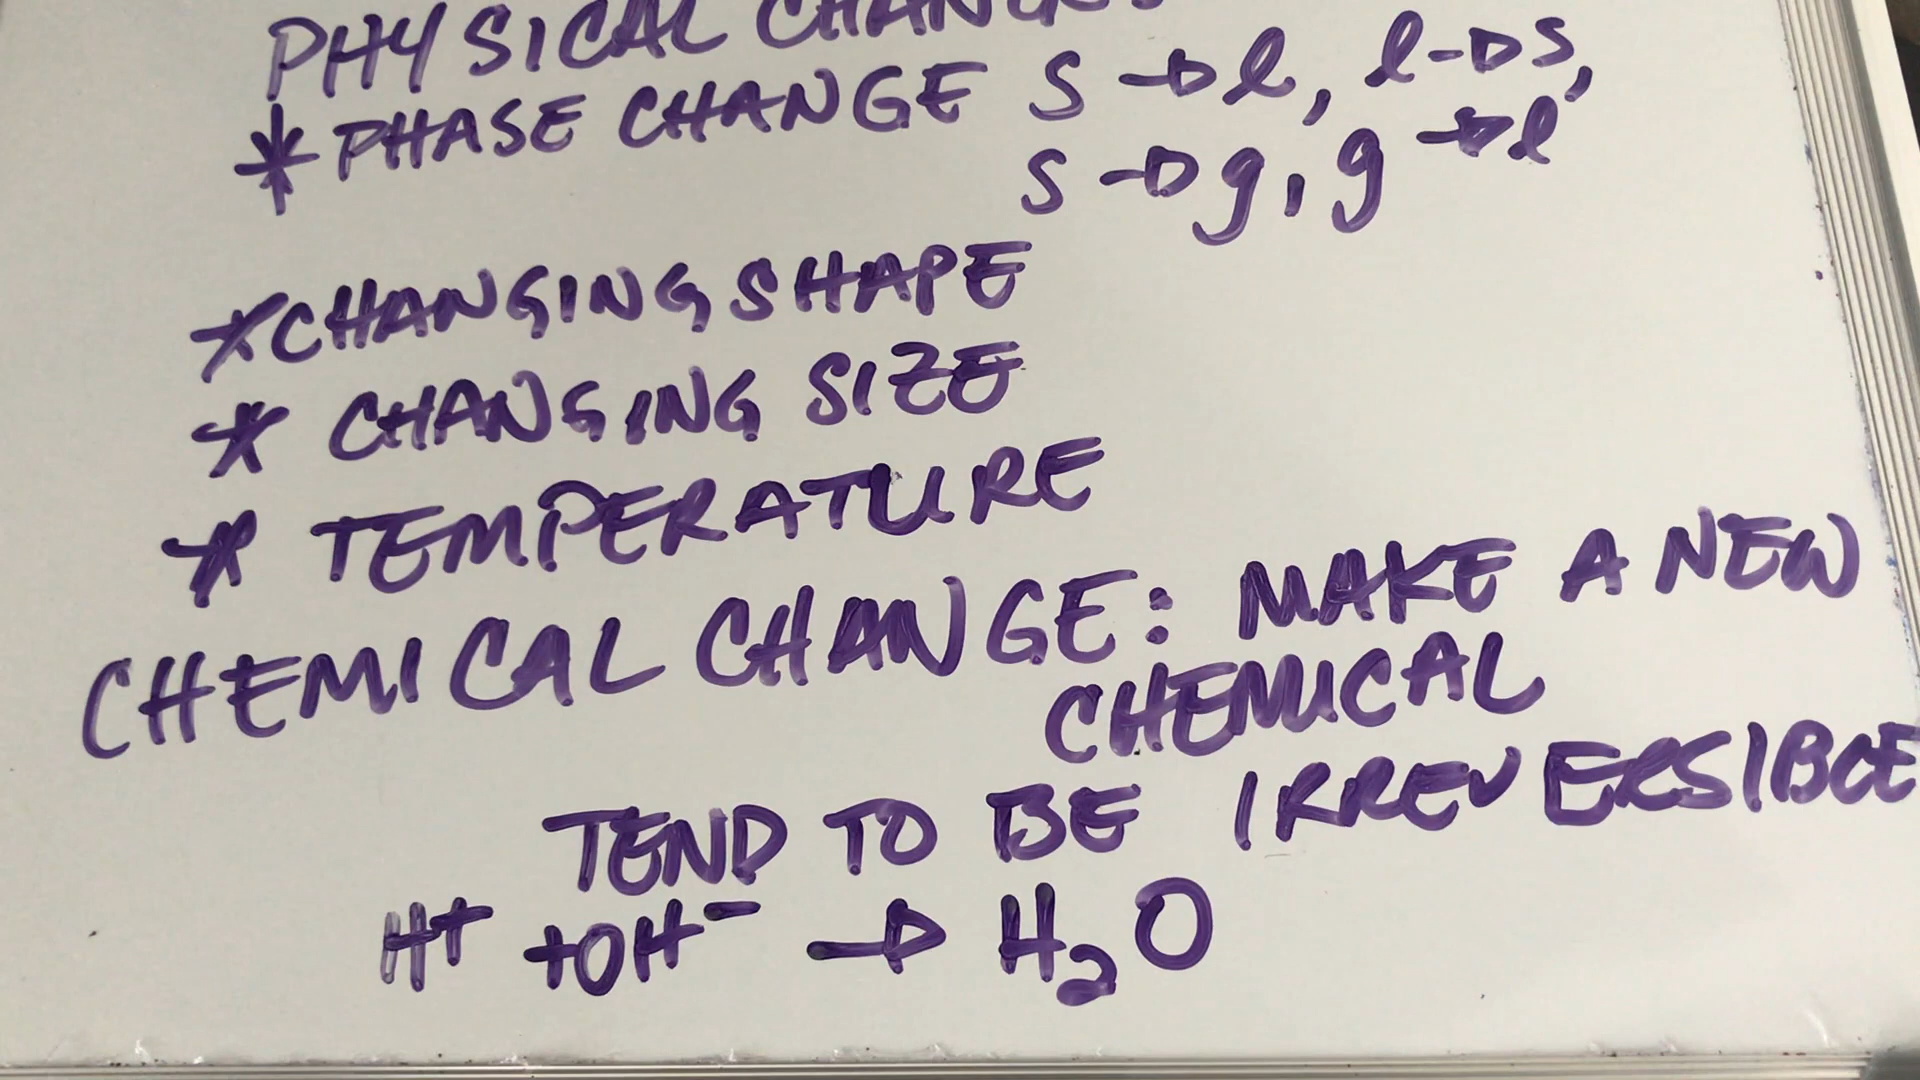 PHYSICAL CHANGE
* PHASE CHANGE S → l, l → S,
S → g, g → l
* CHANGING SHAPE
* CHANGING SIZE
* TEMPERATURE
CHEMICAL CHANGE: MAKE A NEW
CHEMICAL
TEND TO BE IRREVERSIBLE
H⁺ + OH⁻ → H₂O